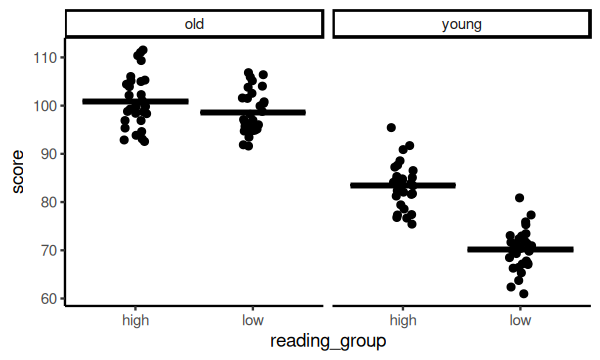 old
young
score
110
100
90
80
70
60
high
low
high
low
reading_group